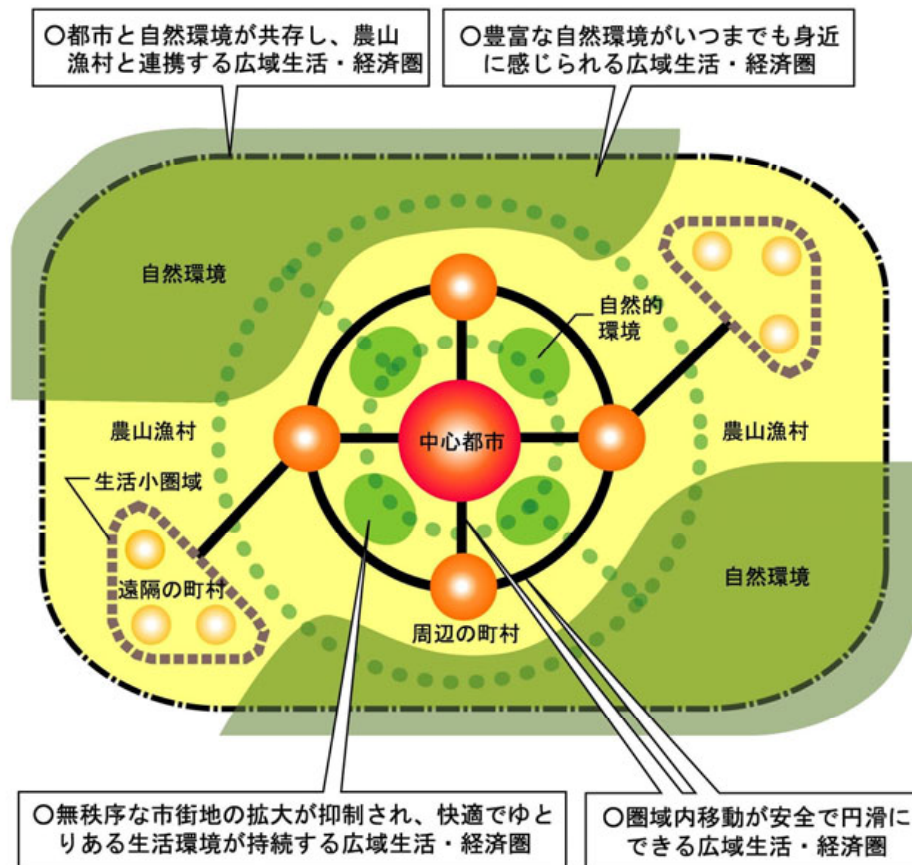 ○都市と自然環境が共存し、農山
漁村と連携する広域生活・経済圏
○豊富な自然環境がいつまでも身近
に感じられる広域生活・経済圏
自然環境
自然的
環境
農山漁村
中心都市
農山漁村
生活小圏域
遠隔の町村
自然環境
周辺の町村
○無秩序な市街地の拡大が抑制され、快適でゆと
りある生活環境が持続する広域生活・経済圏
○圏域内移動が安全で円滑に
できる広域生活・経済圏